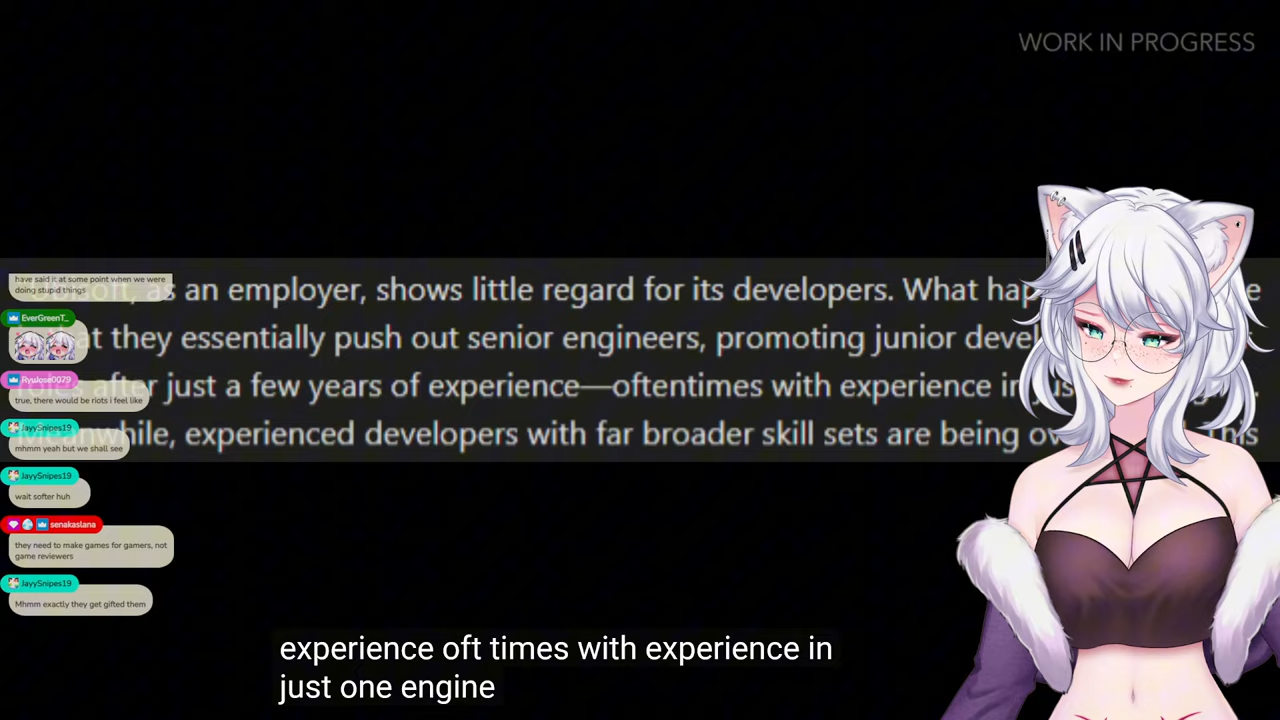 WORK IN PROGRESS
as an employer, shows little regard for its developers. What
at they essentially push out senior engineers, promoting junior
after just a few years of experience—oftentimes with experience in
experienced developers with far broader skill sets are being
have said it at some point when we were
doing stupid things
EverGreenT_
Ryujose0079
true, there would be riots i feel like
JayySnipes19
mhmm yeah but we shall see
JayySnipes19
wait softer huh
senakaslana
they need to make games for gamers, not
game reviewers
JayySnipes19
Mhmm exactly they get gifted them
experience oft times with experience in
just one engine